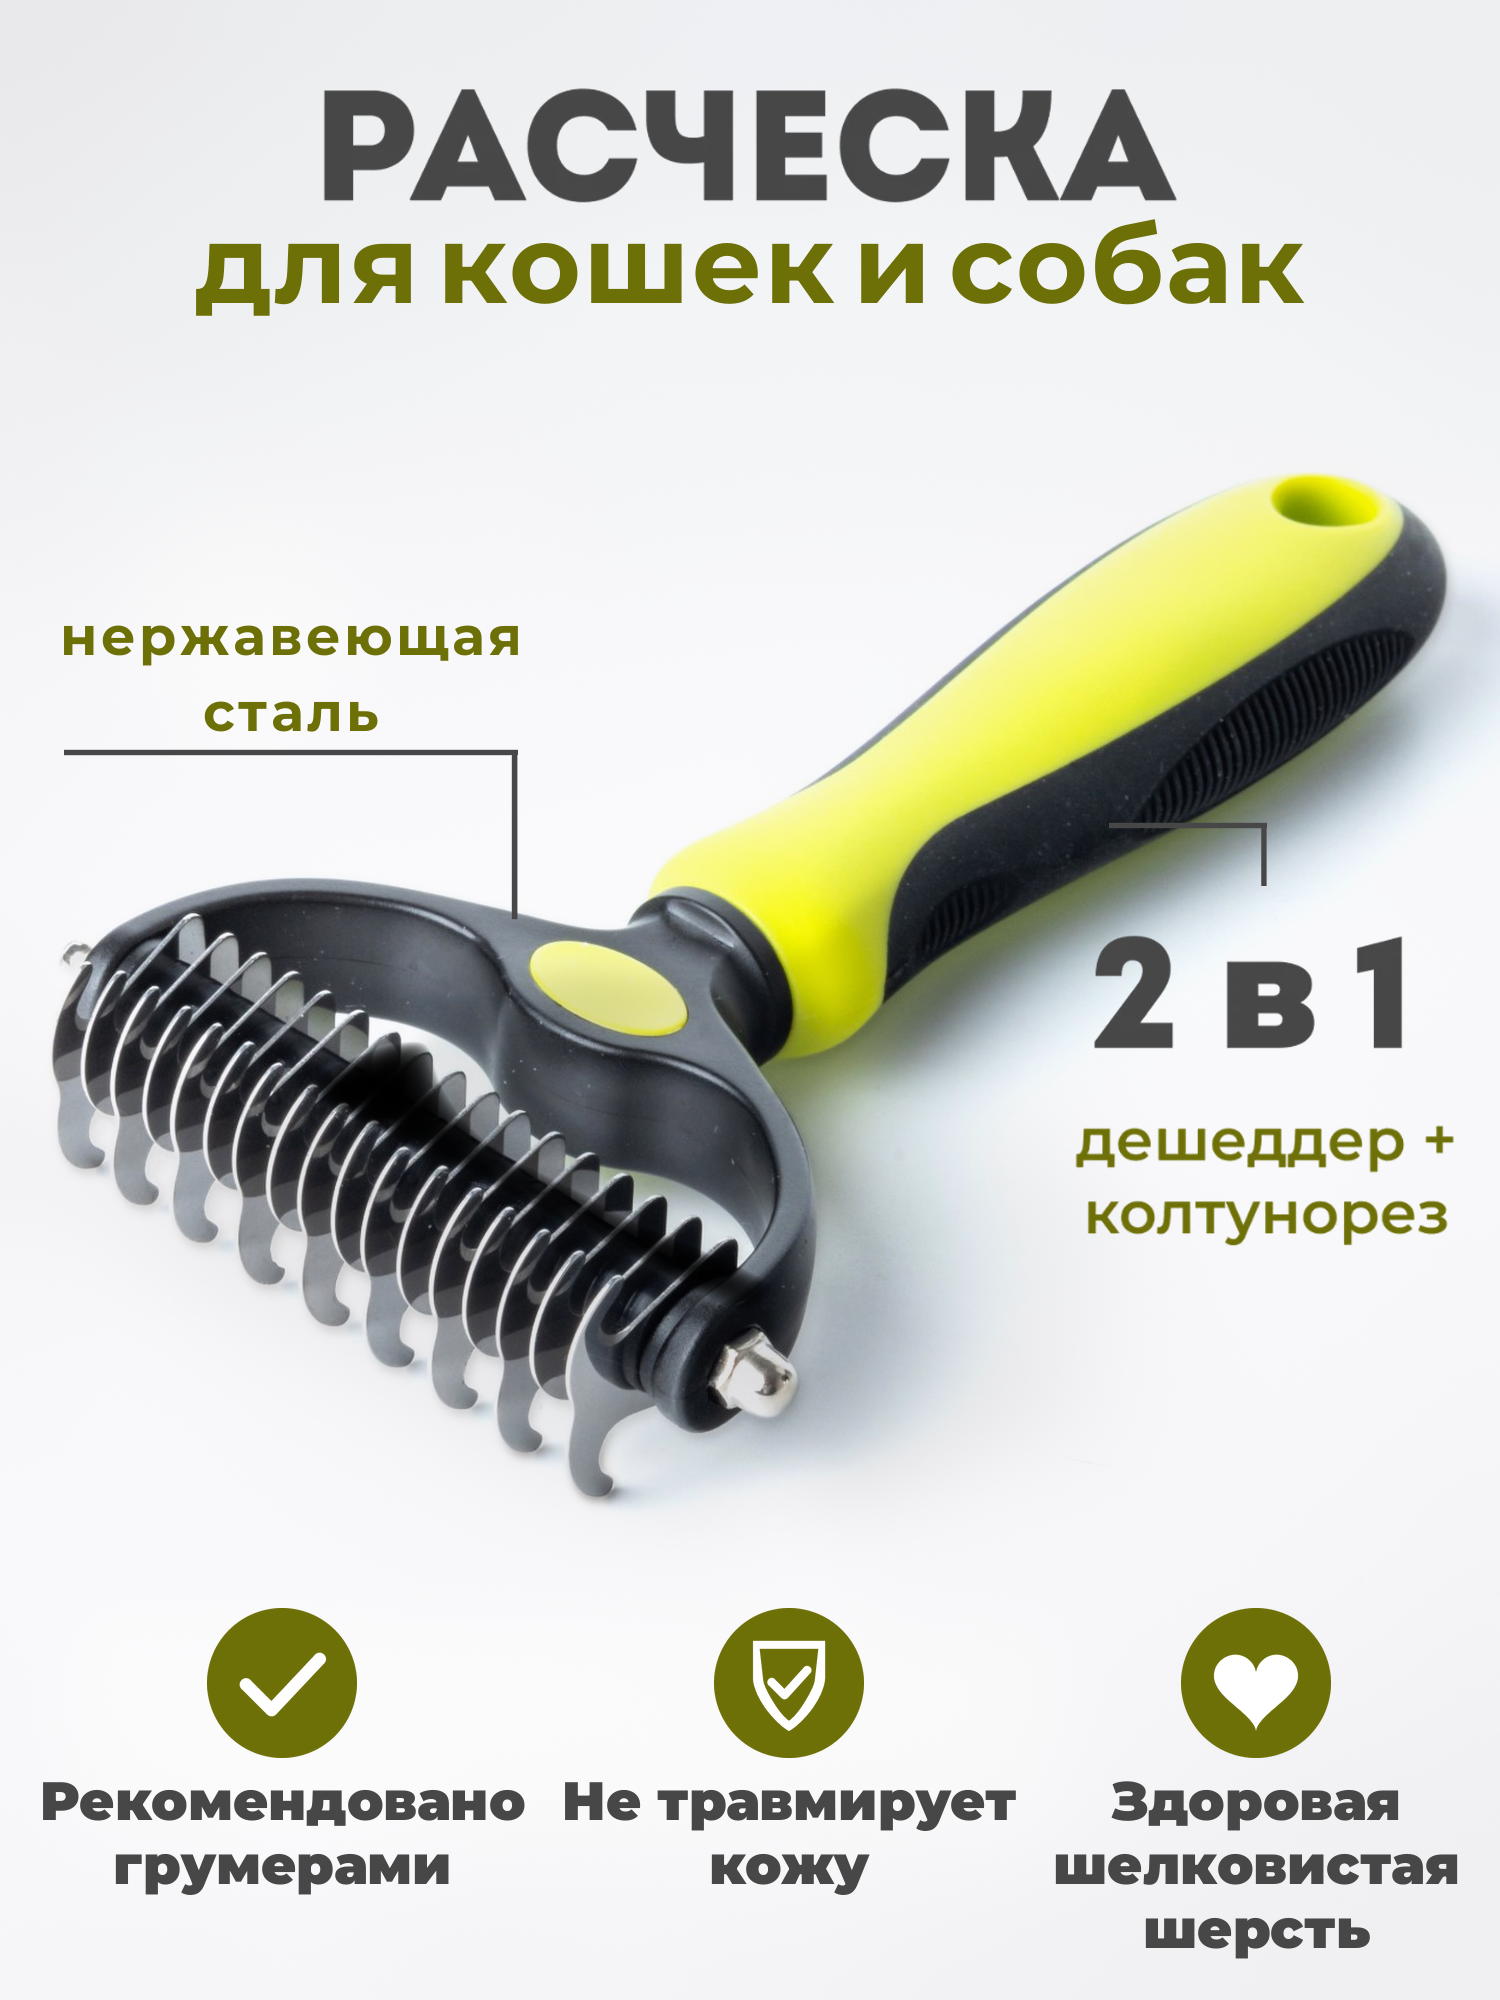 РАСЧЕСКА
для кошек и собак
нержавеющая
сталь
2 в 1
дешеддер +
колтунорез
Рекомендовано
грумерами
Не травмирует
кожу
Здоровая
шелковистая
шерсть